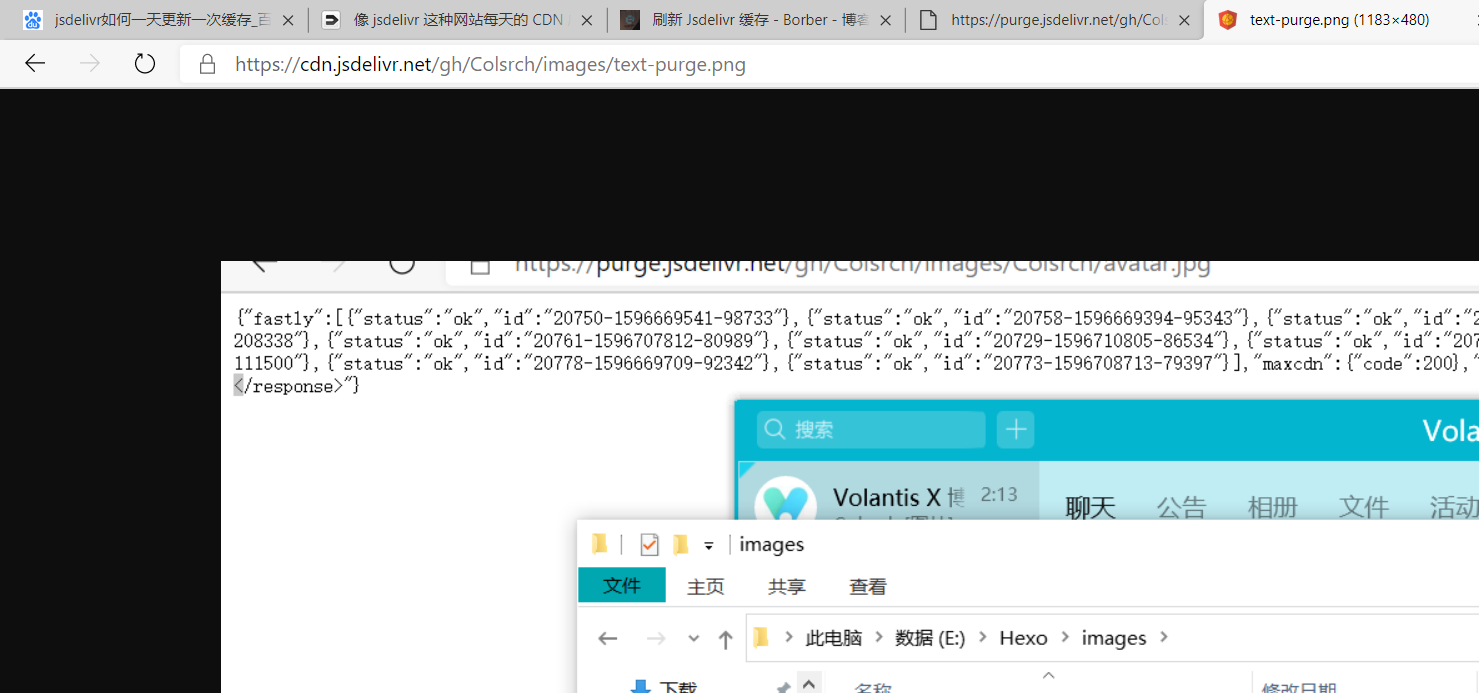 jsdelivr如何一天更新一次缓存_百
像 jsdelivr 这种网站每天的 CDN
刷新 Jsdelivr 缓存 - Borber - 博客
https://purge.jsdelivr.net/gh/Cols
text-purge.png (1183×480)
https://cdn.jsdelivr.net/gh/Colsrch/images/text-purge.png
https://purge.jsdelivr.net/gh/Colsrch/images/Colsrch/avatar.jpg
{"fastly":[{"status":"ok","id":"20750-1596669541-98733"},{"status":"ok","id":"20758-1596669394-95343"},{"status":"ok","id":"2
208338"},{"status":"ok","id":"20761-1596707812-80989"},{"status":"ok","id":"20729-1596710805-86534"},{"status":"ok","id":"207
111500"},{"status":"ok","id":"20778-1596669709-92342"},{"status":"ok","id":"20773-1596708713-79397"}],"maxcdn":{"code":200},"
</response>"}
搜索
Vola
Volantis X 博 2:13
聊天 公告 相册 文件 活动
images
文件 主页 共享 查看
此电脑 > 数据 (E:) > Hexo > images >
下载 名称 修改日期